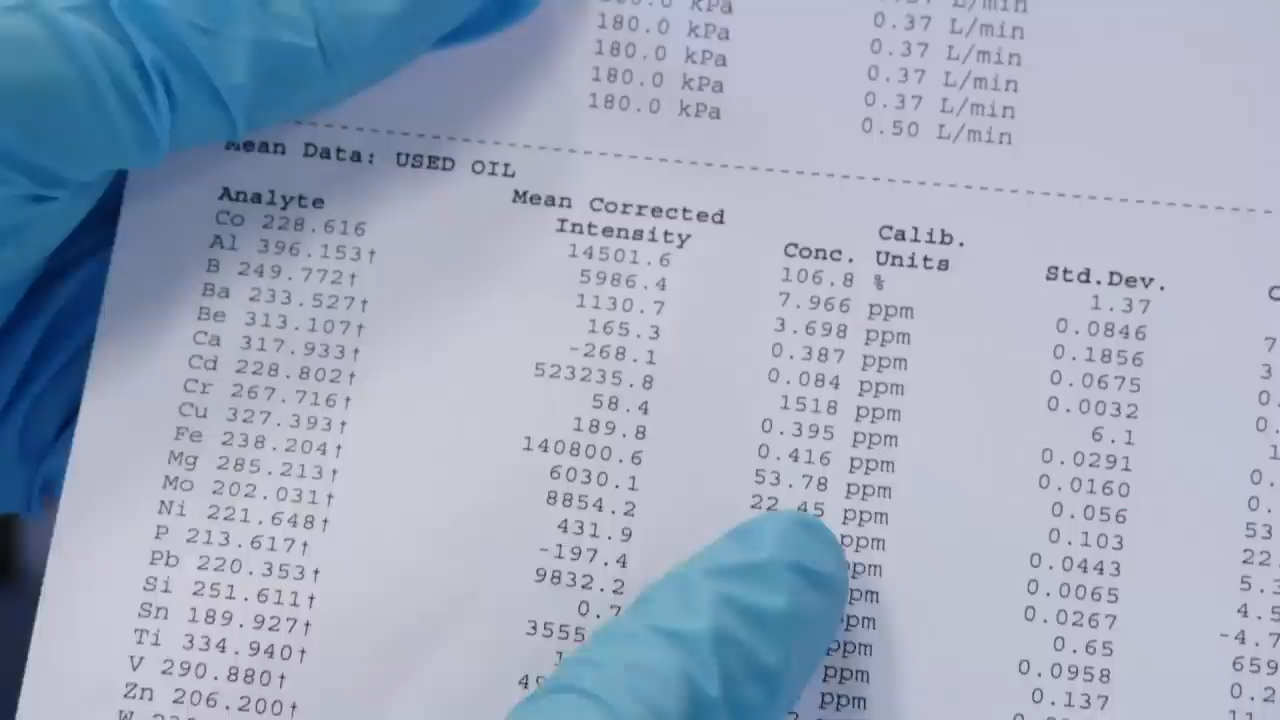 180.0 kPa 0.37 L/min
180.0 kPa 0.37 L/min
180.0 kPa 0.37 L/min
180.0 kPa 0.37 L/min
0.50 L/min
Mean Data: USED OIL
Mean Corrected Calib.
Analyte Intensity Conc. Units Std.Dev.
Co 228.616 14501.6 106.8 % 1.37
Al 396.153† 5986.4 7.966 ppm 0.0846
B 249.772† 1130.7 3.698 ppm 0.1856
Ba 233.527† 165.3 0.387 ppm 0.0675
Be 313.107† -268.1 0.084 ppm 0.0032
Ca 317.933† 523235.8 1518 ppm 6.1
Cd 228.802† 58.4 0.395 ppm 0.0291
Cr 267.716† 189.8 0.416 ppm 0.0160
Cu 327.393† 140800.6 53.78 ppm 0.056
Fe 238.204† 6030.1 22.45 ppm 0.103
Mg 285.213† 8854.2 ppm 0.0443
Mo 202.031† 431.9 ppm 0.0065
Ni 221.648† -197.4 ppm 0.0267
P 213.617† 9832.2 ppm 0.65
Pb 220.353† 0.7 ppm 0.0958
Si 251.611† 3555 ppm 0.137
Sn 189.927† ppm
Ti 334.940†
V 290.880†
Zn 206.200†